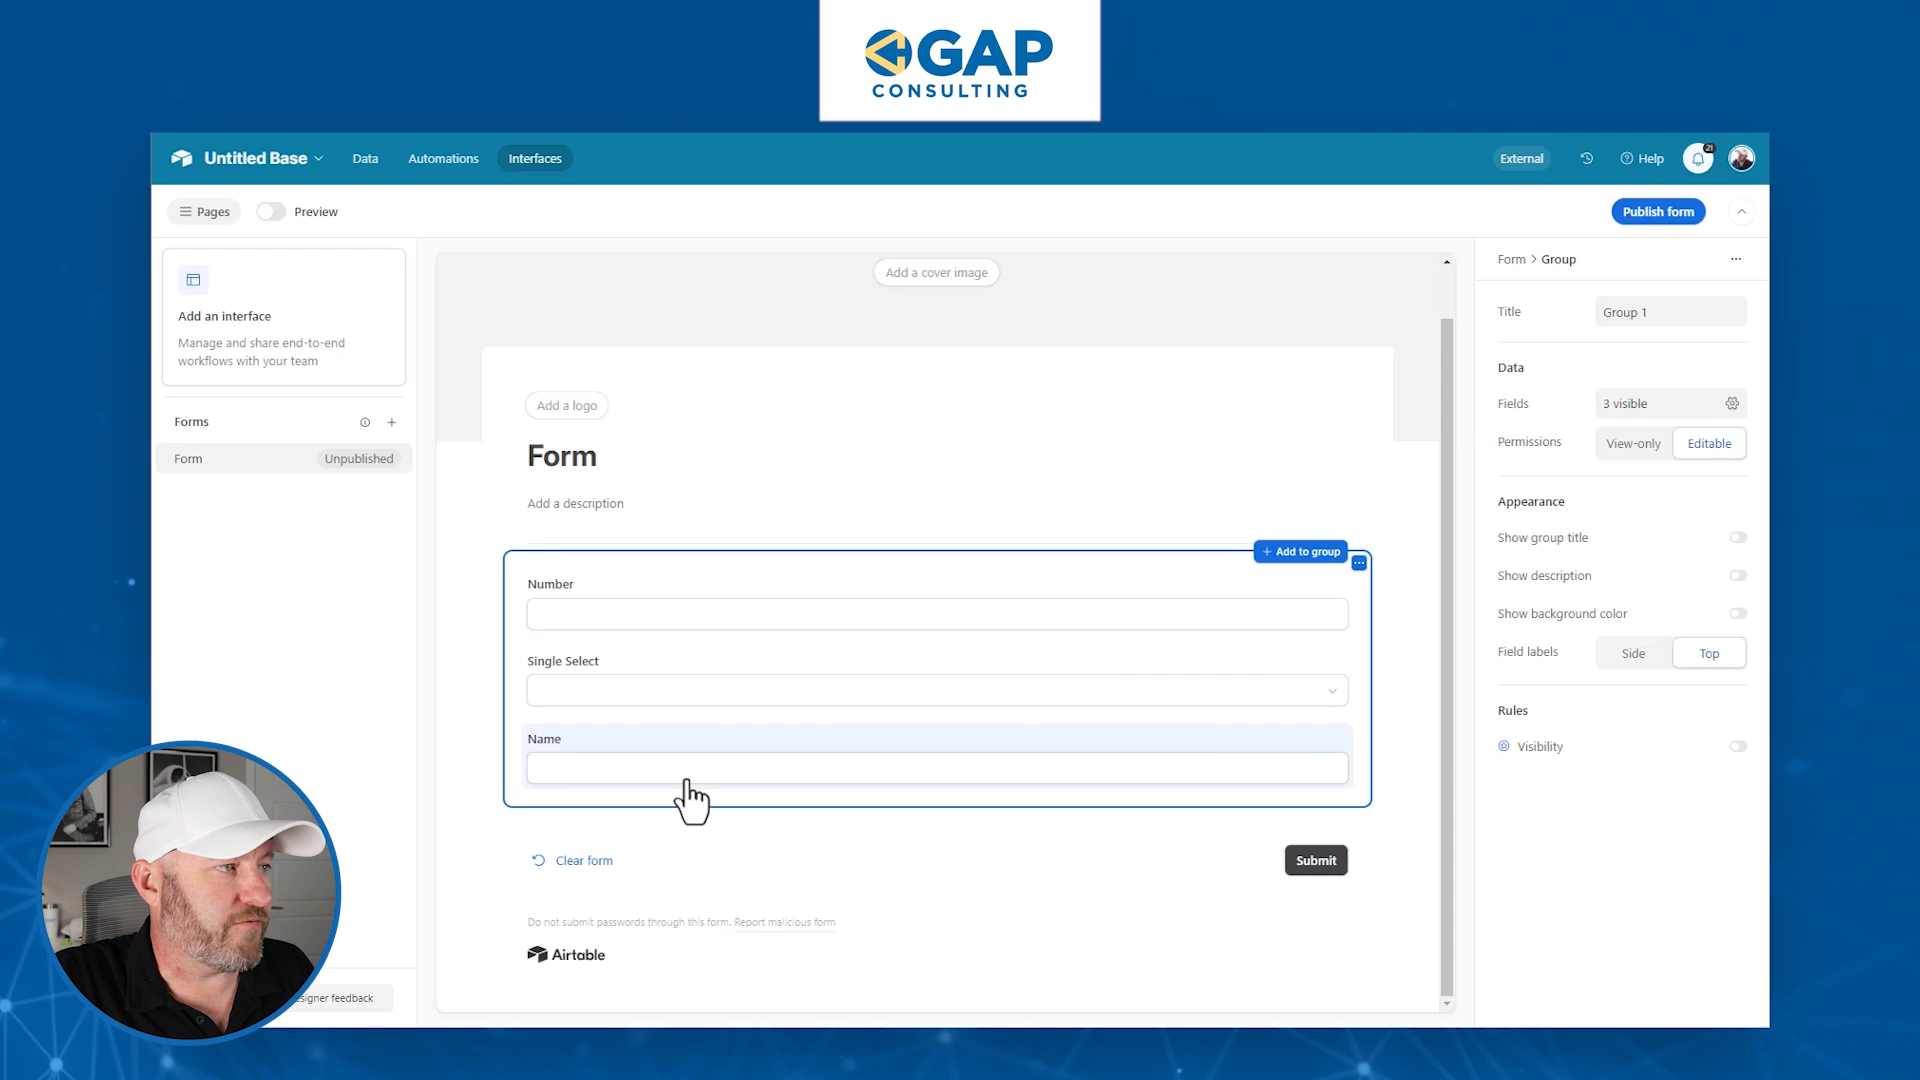 GAP
CONSULTING
Untitled Base
Data
Automations
Interfaces
External
Help
21
Pages
Preview
Publish form
Add an interface
Manage and share end-to-end
workflows with your team
Forms
Form
Unpublished
Add a cover image
Add a logo
Form
Add a description
Add to group
Number
Single Select
Name
Clear form
Submit
Do not submit passwords through this form. Report malicious form
Airtable
Form > Group
Title
Group 1
Data
Fields
3 visible
Permissions
View-only
Editable
Appearance
Show group title
Show description
Show background color
Field labels
Side
Top
Rules
Visibility
feedback